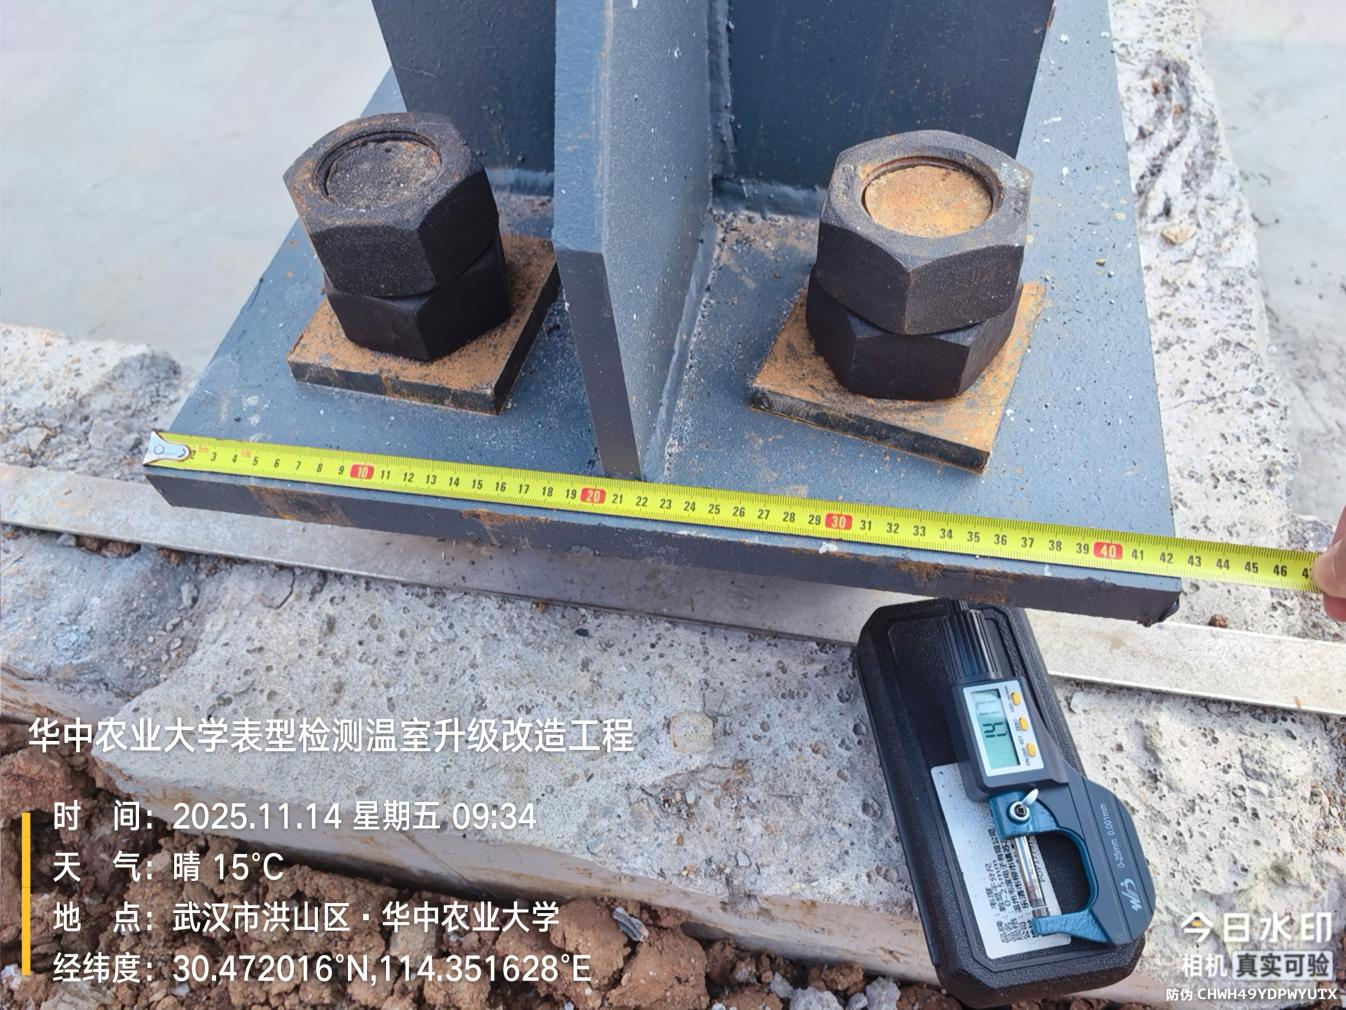 5m 3 4 5 6 7 8 9 10 11 12 13 14 15 16 17 18 19 20 21 22 23 24 25 26 27 28 29 30 31 32 33 34 35 36 37 38 39 40 41 42 43 44 45 46
0-25mm 0.001mm
华中农业大学表型检测温室升级改造工程
时 间：2025.11.14 星期五 09:34
天 气：晴 15°C
地 点：武汉市洪山区·华中农业大学
经纬度：30.472016°N,114.351628°E
今日水印
相机 真实可验
防伪 CHWH49YDPWYUTX